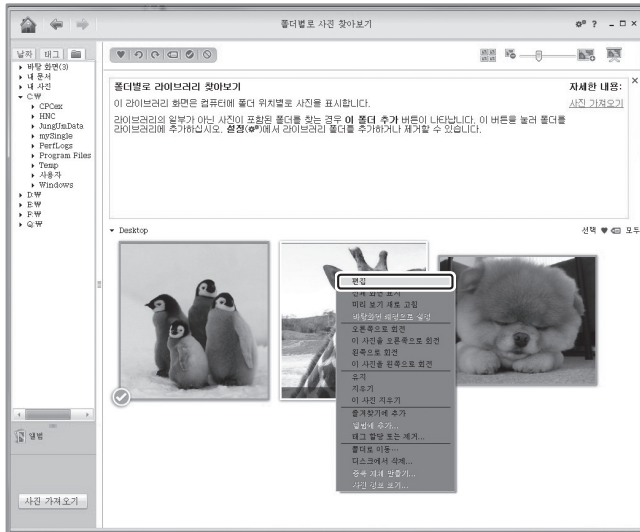 폴더별로 사진 찾아보기
날짜 태그
바탕 화면(3)
내 문서
내 사진
C:₩
CPCex
HNC
JungUmData
mySingle
PerfLogs
Program Files
Temp
사용자
Windows
D:₩
E:₩
F:₩
Q:₩
앨범
사진 가져오기
폴더별로 라이브러리 찾아보기
자세한 내용:
이 라이브러리 화면은 컴퓨터에 폴더 위치별로 사진을 표시합니다.
사진 가져오기
라이브러리의 일부가 아닌 사진이 포함된 폴더를 찾는 경우 이 폴더 추가 버튼이 나타납니다. 이 버튼을 눌러 폴더를
라이브러리에 추가하십시오. 설정( )에서 라이브러리 폴더를 추가하거나 제거할 수 있습니다.
Desktop
선택 모두
편집
전체 화면 표시
미리 보기 새로 고침
바탕화면 배경으로 설정
오른쪽으로 회전
이 사진을 오른쪽으로 회전
왼쪽으로 회전
이 사진을 왼쪽으로 회전
유지
지우기
이 사진 지우기
즐겨찾기에 추가
앨범에 추가...
태그 할당 또는 제거...
폴더로 이동...
디스크에서 삭제...
중복 자체 만들기...
사진 정보 보기...